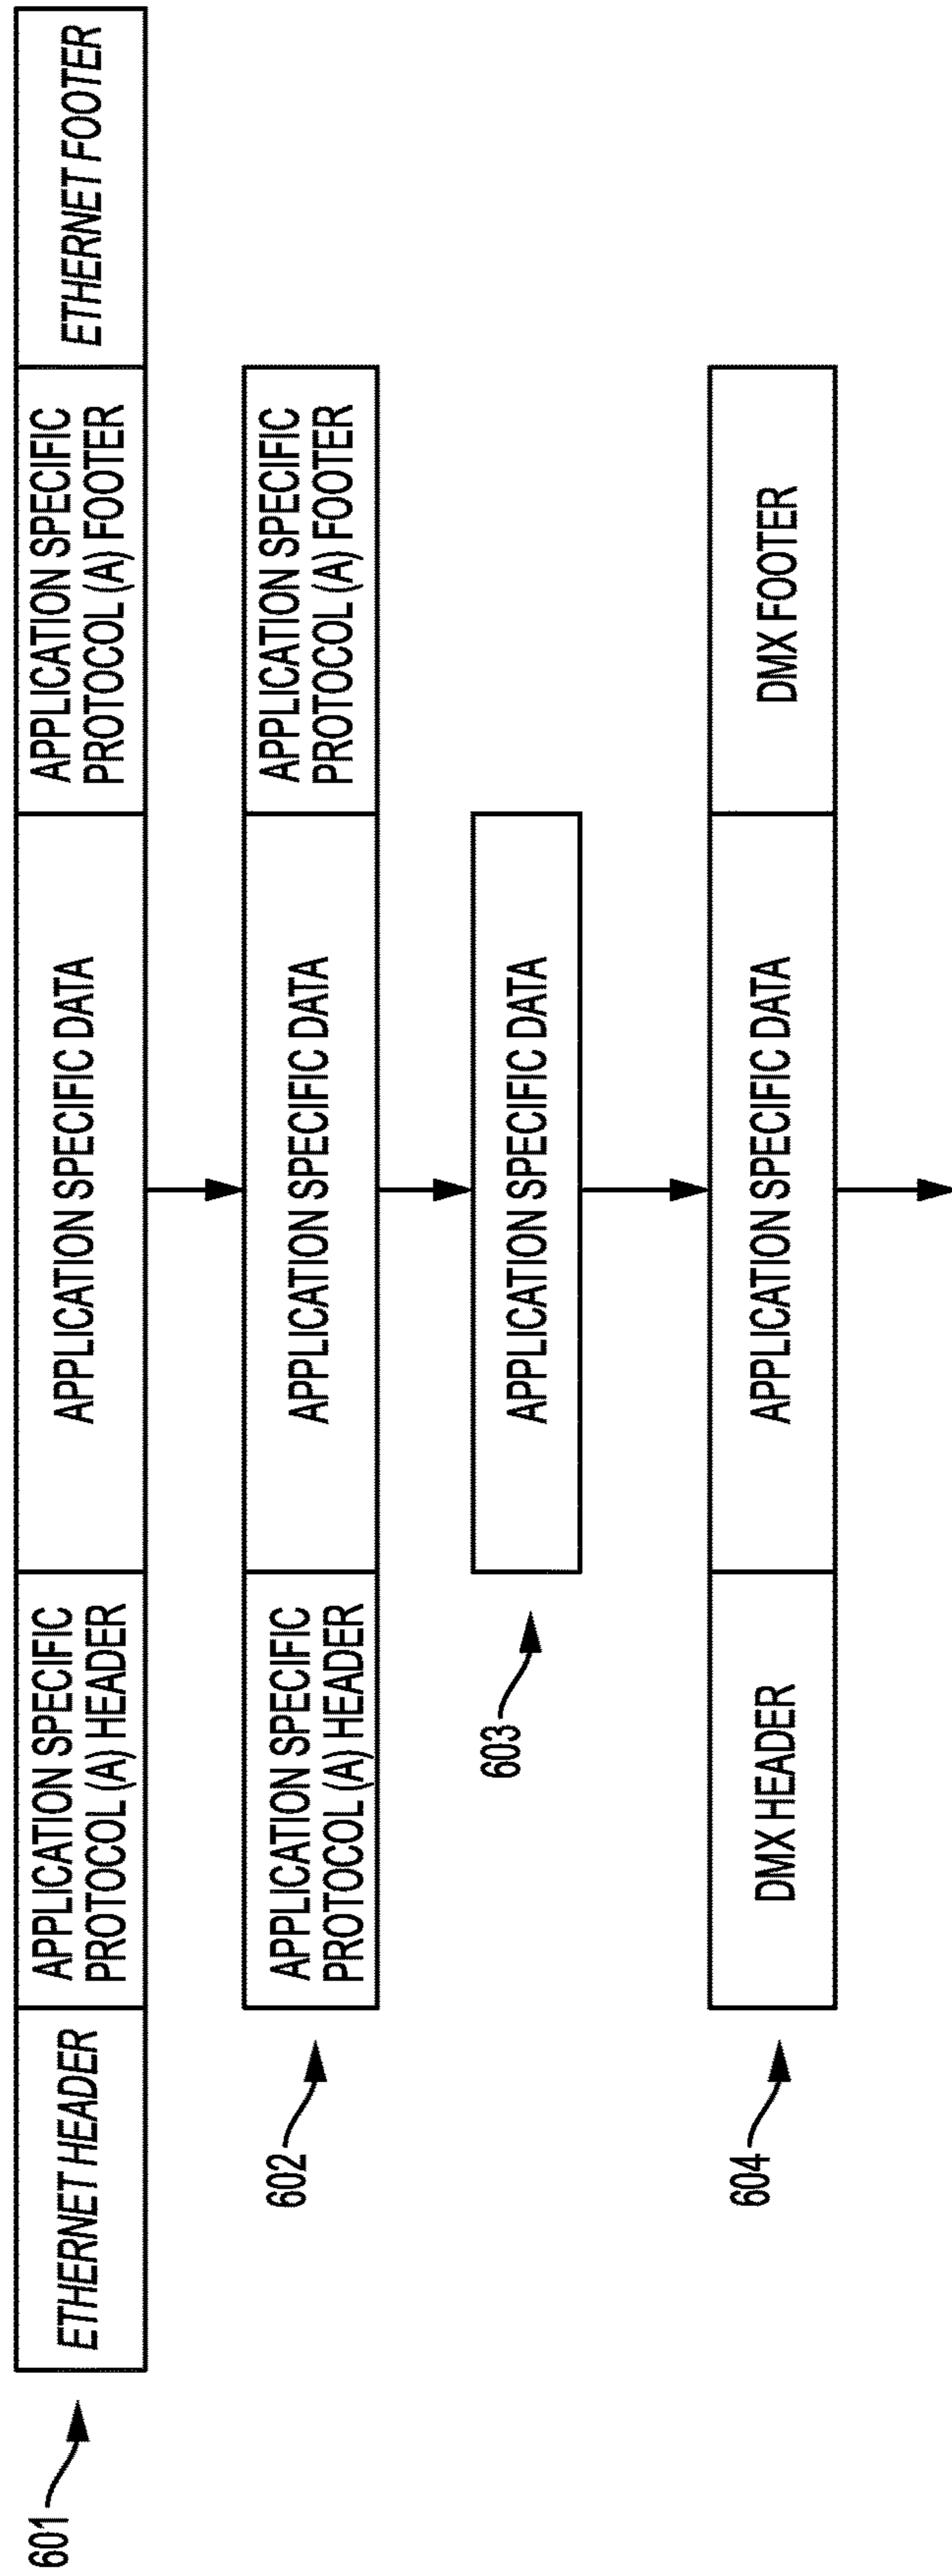 601
ETHERNET HEADER
APPLICATION SPECIFIC
PROTOCOL (A) HEADER
APPLICATION SPECIFIC DATA
APPLICATION SPECIFIC
PROTOCOL (A) FOOTER
ETHERNET FOOTER
602
APPLICATION SPECIFIC
PROTOCOL (A) HEADER
APPLICATION SPECIFIC DATA
APPLICATION SPECIFIC
PROTOCOL (A) FOOTER
603
APPLICATION SPECIFIC DATA
604
DMX HEADER
APPLICATION SPECIFIC DATA
DMX FOOTER